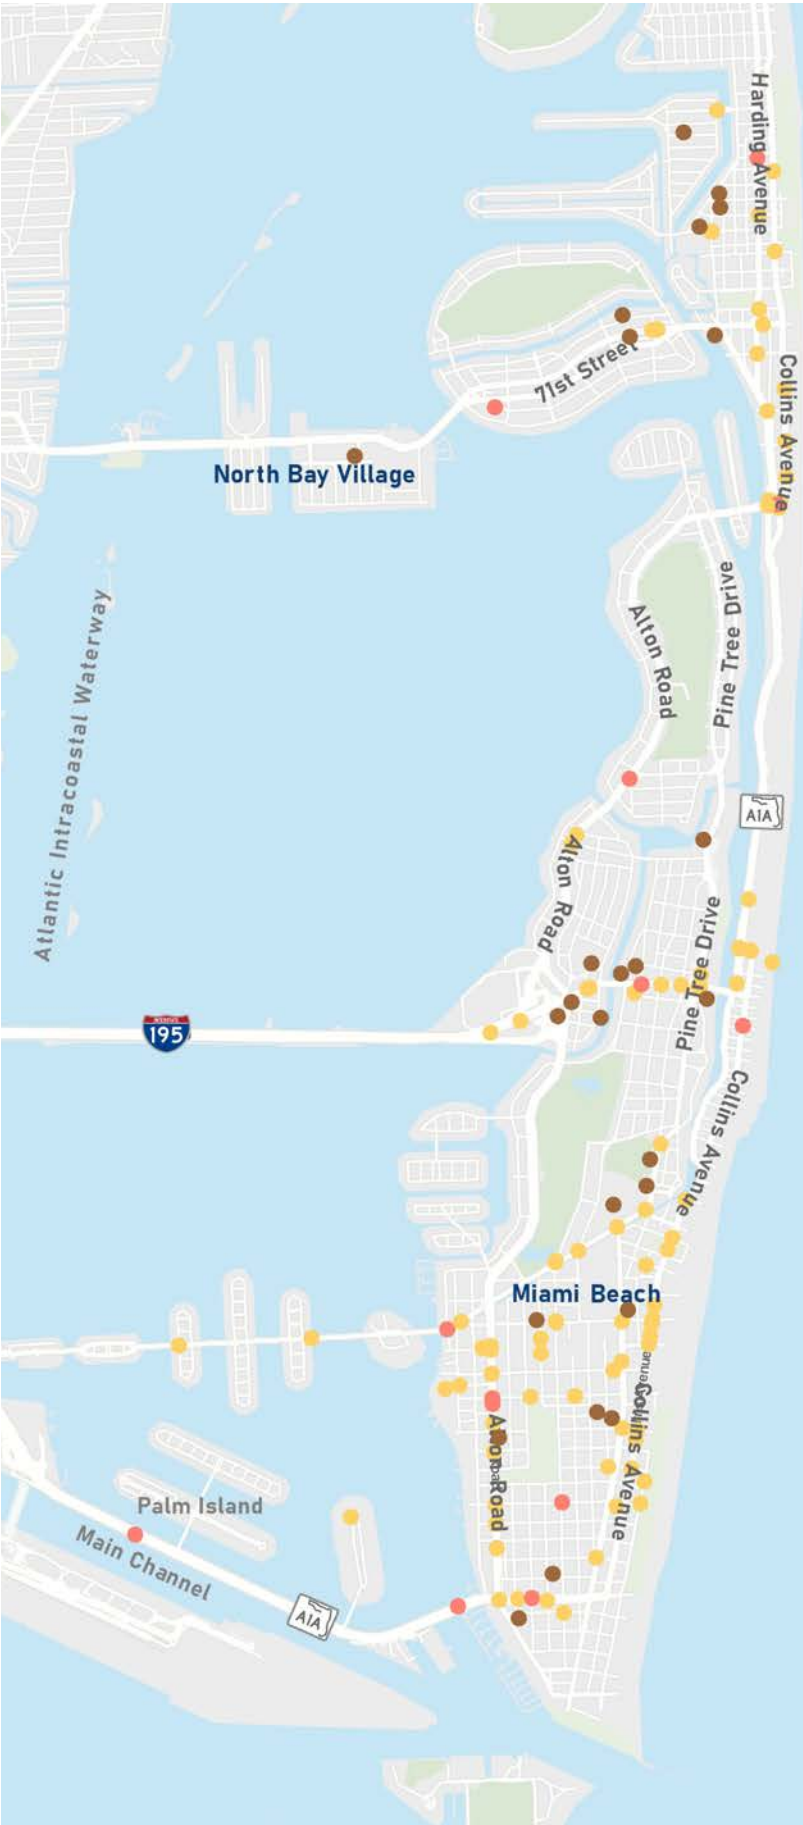 Harding Avenue
71st Street
Collins Avenue
North Bay Village
Pine Tree Drive
Alton Road
Atlantic Intracoastal Waterway
A1A
Alton Road
Pine Tree Drive
195
Collins Avenue
Miami Beach
Collins Avenue
Alton Road
Palm Island
Main Channel
A1A